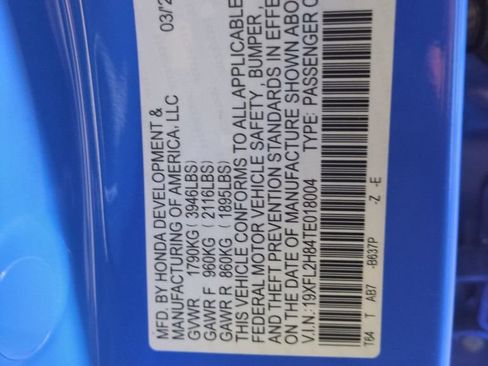 MFD. BY HONDA DEVELOPMENT &
MANUFACTURING OF AMERICA, LLC 03/2
GVWR 1790KG (3946LBS)
GAWR F 960KG (2116LBS)
GAWR R 860KG (1896LBS)
THIS VEHICLE CONFORMS TO ALL APPLICABLE
FEDERAL MOTOR VEHICLE SAFETY , BUMPER,
AND THEFT PREVENTION STANDARDS IN EFFE
ON THE DATE OF MANUFACTURE SHOWN ABO
V.I.N.: 19XFL2H84TE018004 TYPE: PASSENGER C
T64 T AB7 -B637P -Z -E